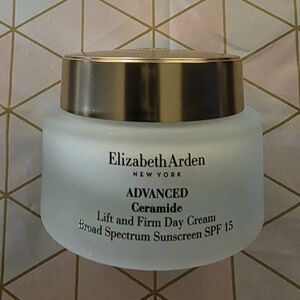 Elizabeth Arden
NEW YORK
ADVANCED
Ceramide
Lift and Firm Day Cream
Broad Spectrum Sunscreen SPF 15